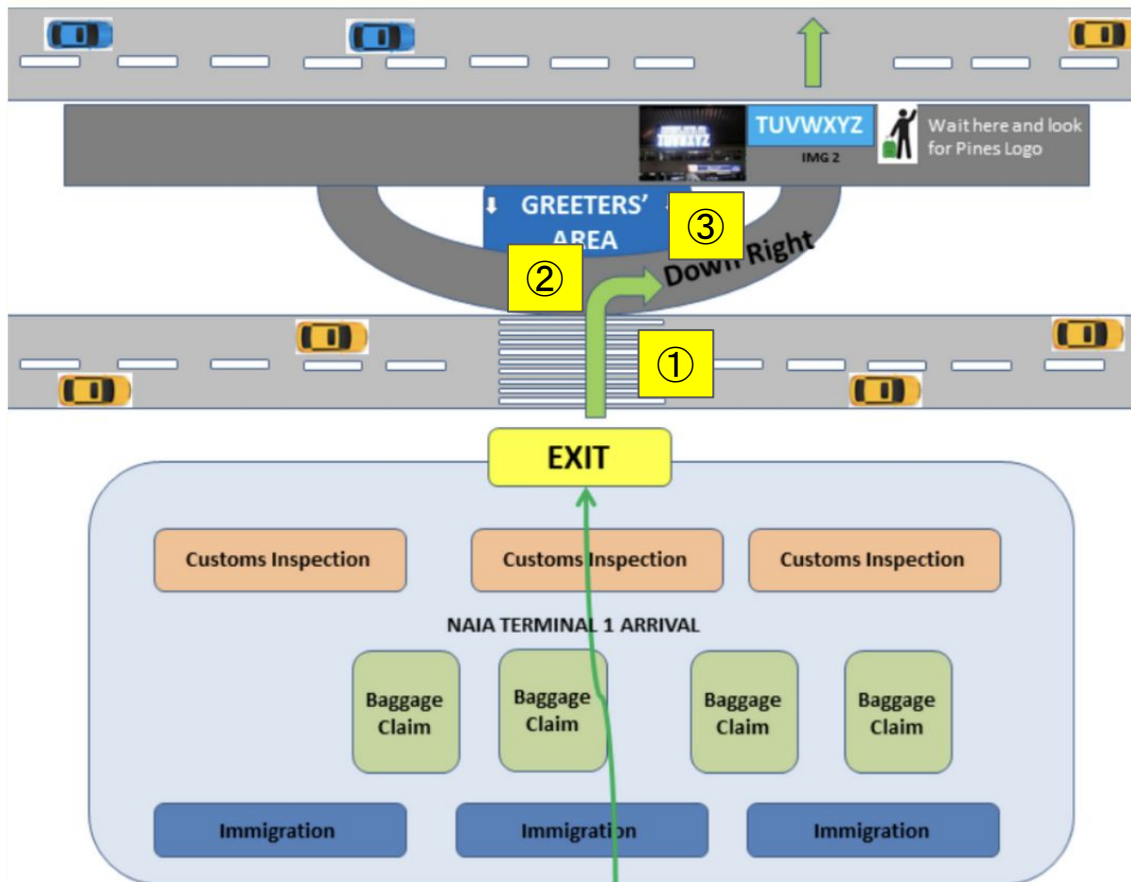 TUVWXYZ
TUVWXYZ
IMG 2
Wait here and look
for Pines Logo
⬇ GREETERS'
AREA
③
②
Down Right
①
EXIT
Customs Inspection
Customs Inspection
Customs Inspection
NAIA TERMINAL 1 ARRIVAL
Baggage
Claim
Baggage
Claim
Baggage
Claim
Baggage
Claim
Immigration
Immigration
Immigration